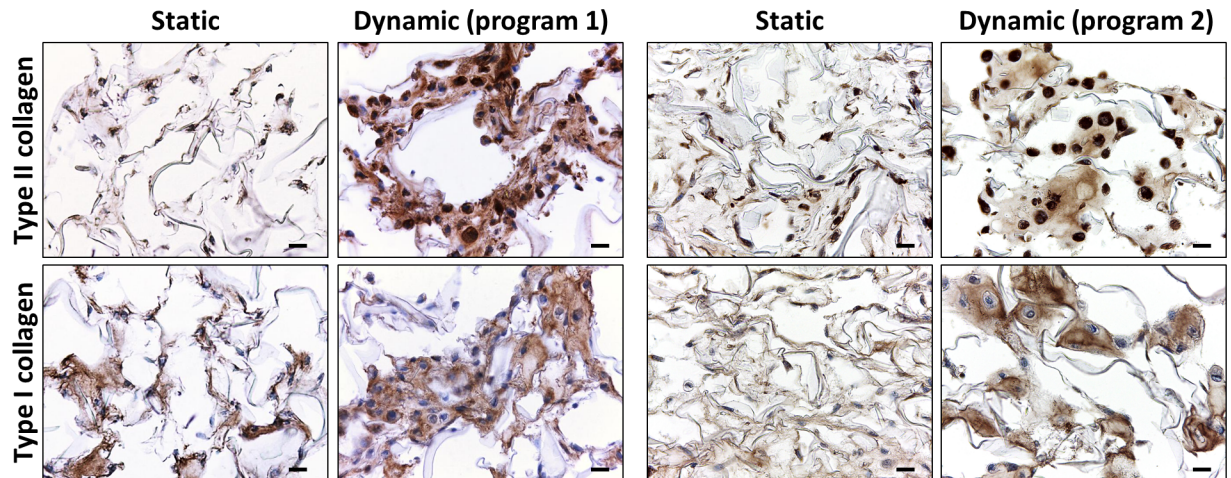 Static
Dynamic (program 1)
Static
Dynamic (program 2)
Type II collagen
Type I collagen